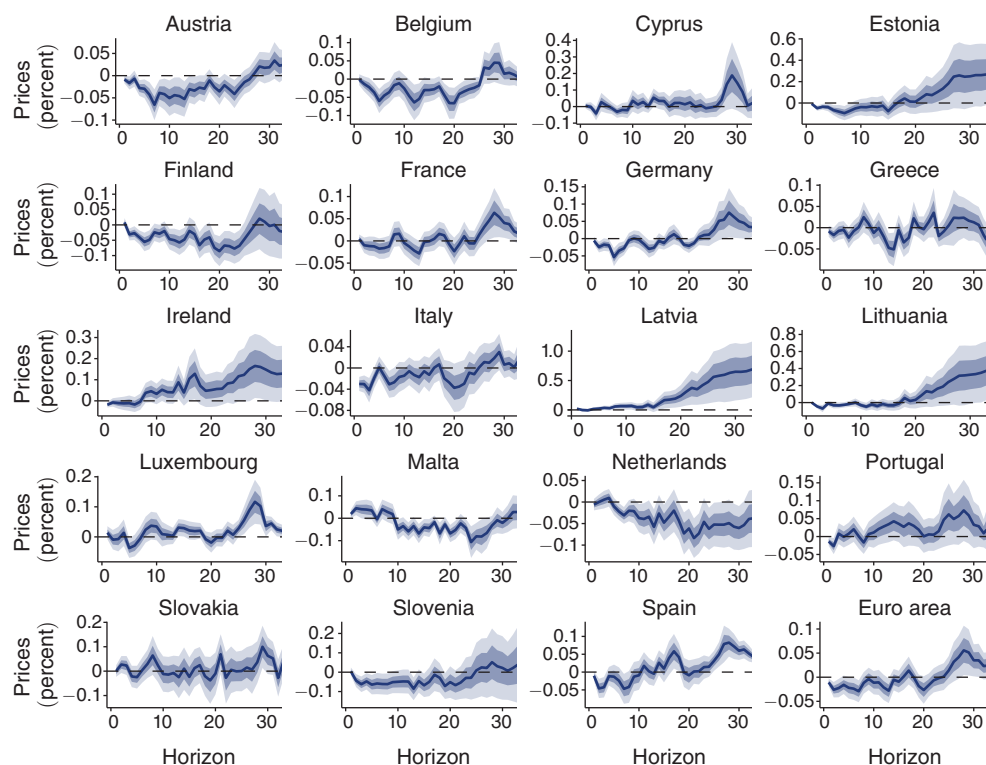 Austria Belgium Cyprus Estonia
Prices
(percent)
0.05
0
−0.05
−0.1
0 10 20 30
0.1
0
−0.05
−0.1
0 10 20 30
0.4
0.3
0.2
0.1
0
−0.1
0 10 20 30
0.6
0.4
0.2
0
0 10 20 30
Finland France Germany Greece
Prices
(percent)
0.1
0.05
0
−0.05
−0.1
0 10 20 30
0.1
0.05
0
−0.05
0 10 20 30
0.15
0.1
0.05
0
−0.05
0 10 20 30
0.1
0.05
0
−0.05
−0.1
0 10 20 30
Ireland Italy Latvia Lithuania
Prices
(percent)
0.3
0.2
0.1
0
0 10 20 30
0.04
0
−0.04
−0.08
0 10 20 30
1.0
0.5
0
0 10 20 30
0.8
0.6
0.4
0.2
0
0 10 20 30
Luxembourg Malta Netherlands Portugal
Prices
(percent)
0.2
0.1
0
0 10 20 30
0.1
0
−0.1
0 10 20 30
0.05
0
−0.05
−0.1
0 10 20 30
0.15
0.1
0.05
0
−0.05
0 10 20 30
Slovakia Slovenia Spain Euro area
Prices
(percent)
0.2
0.1
0
−0.1
0 10 20 30
0.2
0.1
0
−0.1
0 10 20 30
0.1
0.05
0
−0.05
0 10 20 30
0.1
0.05
0
−0.05
0 10 20 30
Horizon Horizon Horizon Horizon